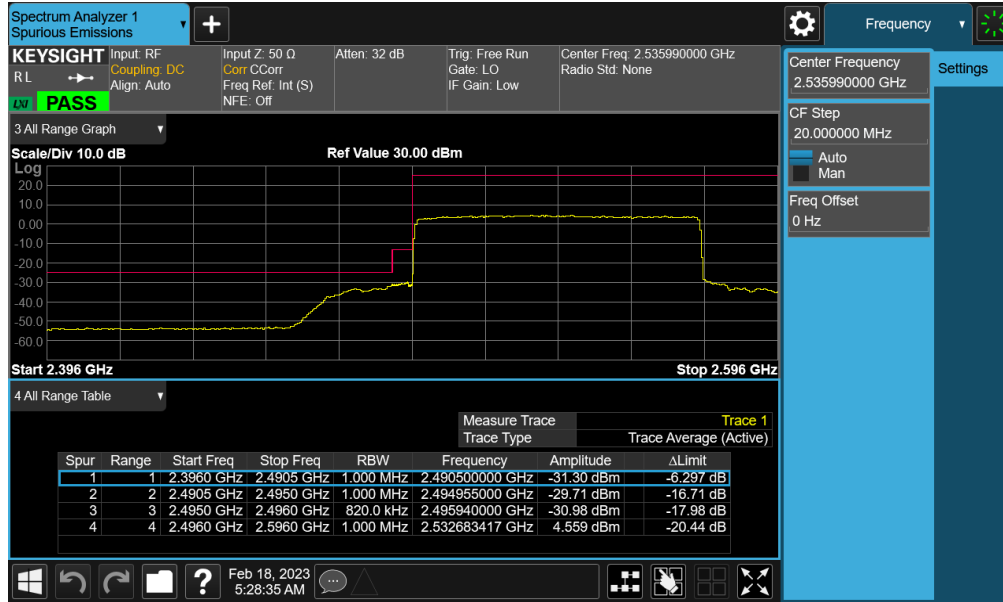 Spectrum Analyzer 1
Spurious Emissions
+
Frequency
KEYSIGHT
R L
LXI
PASS
Input: RF
Coupling: DC
Align: Auto
Input Z: 50 Ω
Corr CCorr
Freq Ref: Int (S)
NFE: Off
Atten: 32 dB
Trig: Free Run
Gate: LO
IF Gain: Low
Center Freq: 2.535990000 GHz
Radio Std: None
Center Frequency
2.535990000 GHz
Settings
CF Step
20.000000 MHz
Auto
Man
Freq Offset
0 Hz
3 All Range Graph
Scale/Div 10.0 dB
Ref Value 30.00 dBm
Log
20.0
10.0
0.00
-10.0
-20.0
-30.0
-40.0
-50.0
-60.0
Start 2.396 GHz
Stop 2.596 GHz
4 All Range Table
Measure Trace Trace 1
Trace Type Trace Average (Active)
Spur Range Start Freq Stop Freq RBW Frequency Amplitude ΔLimit
1 1 2.3960 GHz 2.4905 GHz 1.000 MHz 2.490500000 GHz -31.30 dBm -6.297 dB
2 2 2.4905 GHz 2.4950 GHz 1.000 MHz 2.494955000 GHz -29.71 dBm -16.71 dB
3 3 2.4950 GHz 2.4960 GHz 820.0 kHz 2.495940000 GHz -30.98 dBm -17.98 dB
4 4 2.4960 GHz 2.5960 GHz 1.000 MHz 2.532683417 GHz 4.559 dBm -20.44 dB
?
Feb 18, 2023
5:28:35 AM